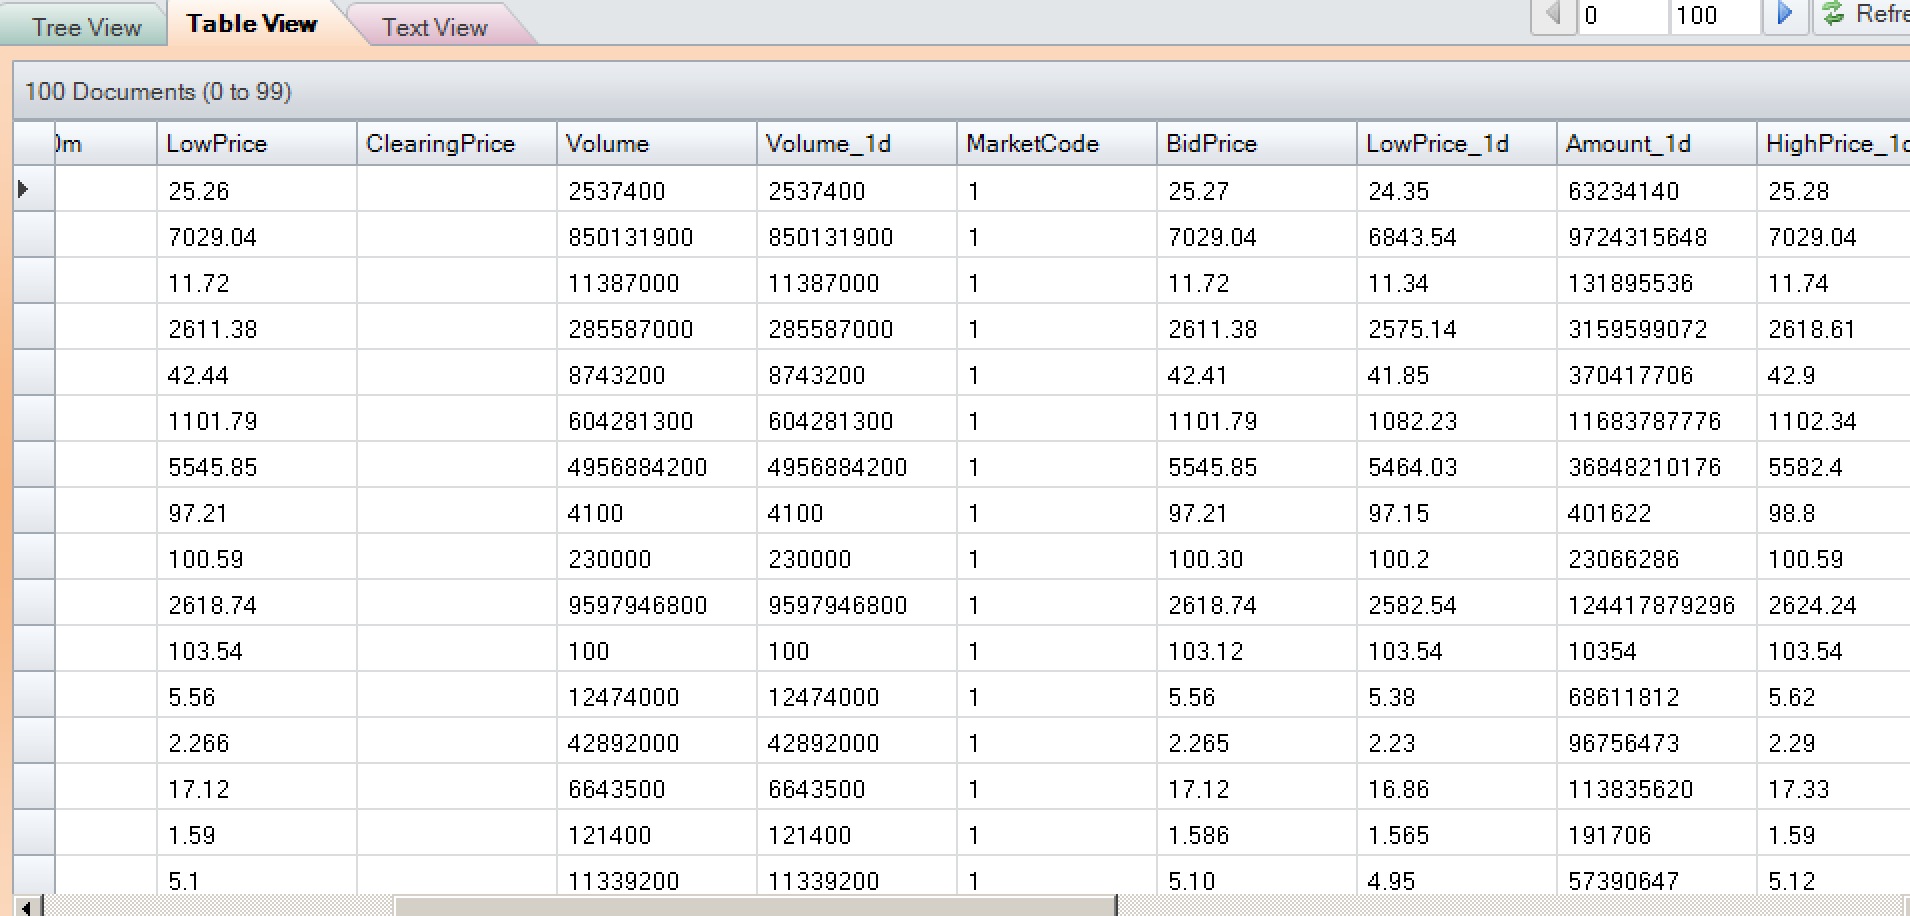 Tree View Table View Text View 0 100
100 Documents (0 to 99)
LowPrice ClearingPrice Volume Volume_1d MarketCode BidPrice LowPrice_1d Amount_1d
25.26 2537400 2537400 1 25.27 24.35 63234140 25.28
7029.04 850131900 850131900 1 7029.04 6843.54 9724315648 7029.04
11.72 11387000 11387000 1 11.72 11.34 131895536 11.74
2611.38 285587000 285587000 1 2611.38 2575.14 3159599072 2618.61
42.44 8743200 8743200 1 42.41 41.85 370417706 42.9
1101.79 604281300 604281300 1 1101.79 1082.23 11683787776 1102.34
5545.85 4956884200 4956884200 1 5545.85 5464.03 36848210176 5582.4
97.21 4100 4100 1 97.21 97.15 401622 98.8
100.59 230000 230000 1 100.30 100.2 23066286 100.59
2618.74 9597946800 9597946800 1 2618.74 2582.54 124417879296 2624.24
103.54 100 100 1 103.12 103.54 10354 103.54
5.56 12474000 12474000 1 5.56 5.38 68611812 5.62
2.266 42892000 42892000 1 2.265 2.23 96756473 2.29
17.12 6643500 6643500 1 17.12 16.86 113835620 17.33
1.59 121400 121400 1 1.586 1.565 191706 1.59
5.1 11339200 11339200 1 5.10 4.95 57390647 5.12